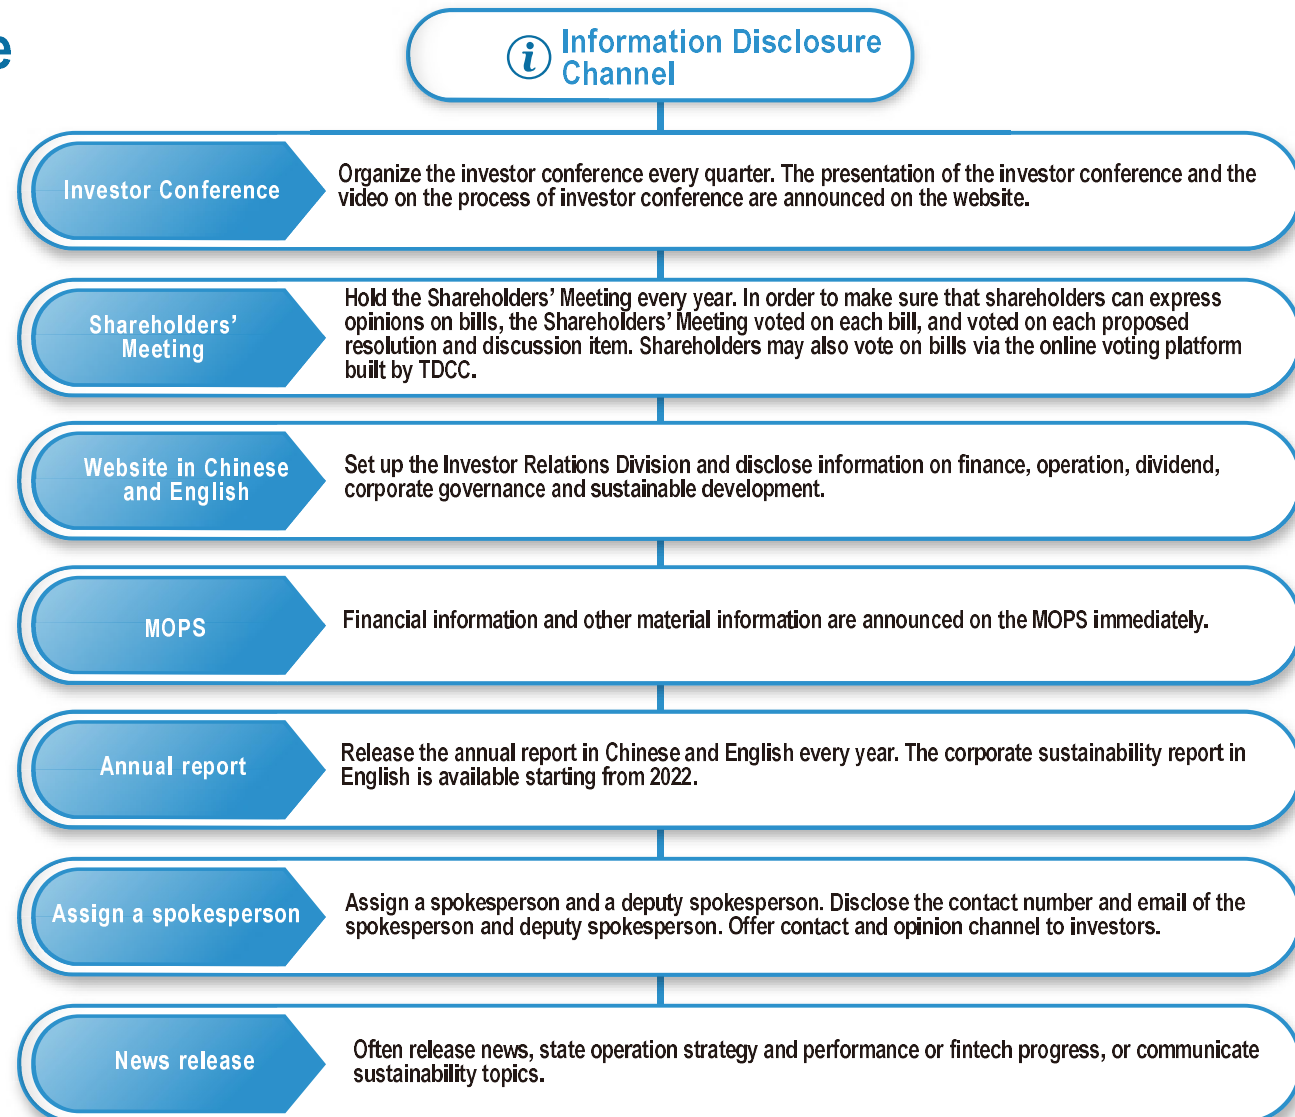 e
Information Disclosure
Channel
Investor Conference
Organize the investor conference every quarter. The presentation of the investor conference and the
video on the process of investor conference are announced on the website.
Shareholders’
Meeting
Hold the Shareholders’ Meeting every year. In order to make sure that shareholders can express
opinions on bills, the Shareholders’ Meeting voted on each bill, and voted on each proposed
resolution and discussion item. Shareholders may also vote on bills via the online voting platform
built by TDCC.
Website in Chinese
and English
Set up the Investor Relations Division and disclose information on finance, operation, dividend,
corporate governance and sustainable development.
MOPS
Financial information and other material information are announced on the MOPS immediately.
Annual report
Release the annual report in Chinese and English every year. The corporate sustainability report in
English is available starting from 2022.
Assign a spokesperson
Assign a spokesperson and a deputy spokesperson. Disclose the contact number and email of the
spokesperson and deputy spokesperson. Offer contact and opinion channel to investors.
News release
Often release news, state operation strategy and performance or fintech progress, or communicate
sustainability topics.